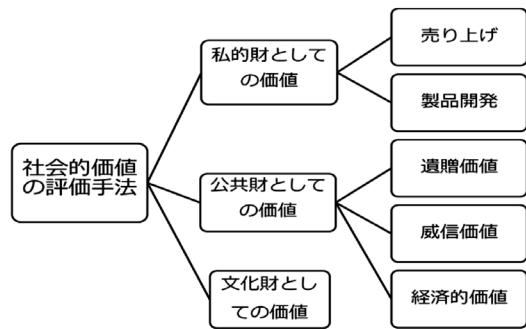 社会的価値
の評価手法
私的財として
の価値
売り上げ
製品開発
公共財として
の価値
遺贈価値
威信価値
経済的価値
文化財とし
ての価値